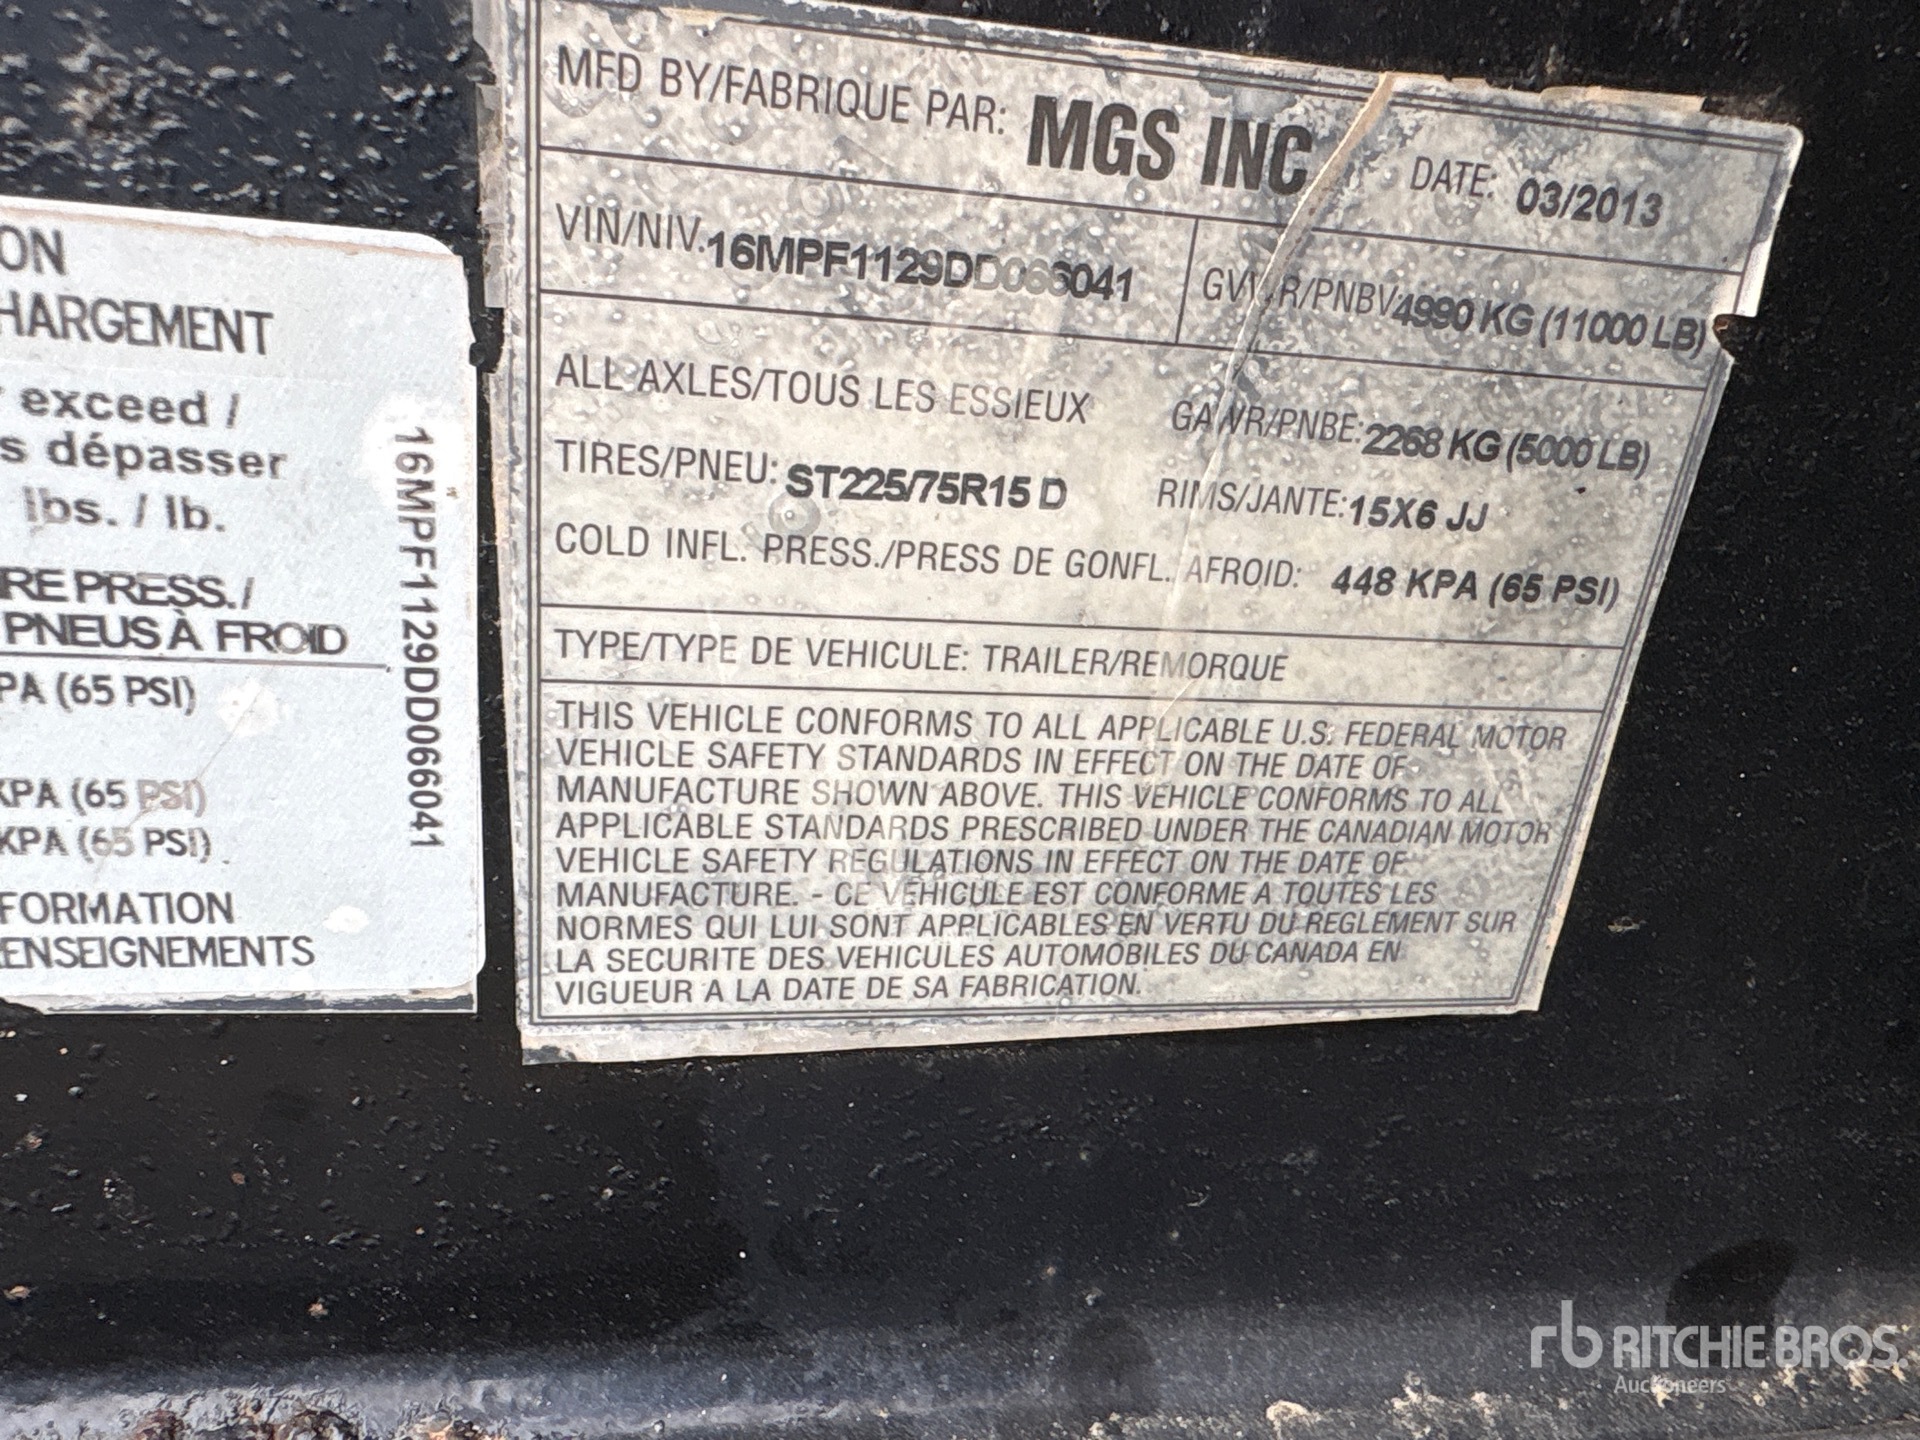 ON
HARGEMENT
exceed /
s dépasser
lbs. / lb.
RE PRESS. /
PNEUS À FROID
PA (65 PSI)
KPA (65 PSI)
KPA (65 PSI)
FORMATION
ENSEIGNEMENTS
16MPF1129DD066041
MFD BY/FABRIQUE PAR: MGS INC DATE: 03/2013
VIN/NIV. 16MPF1129DD066041 GVWR/PNBV 4990 KG (11000 LB)
ALL AXLES/TOUS LES ESSIEUX GAWR/PNBE: 2268 KG (5000 LB)
TIRES/PNEU: ST225/75R15 D RIMS/JANTE: 15X6 JJ
COLD INFL. PRESS./PRESS DE GONFL. AFROID: 448 KPA (65 PSI)
TYPE/TYPE DE VEHICULE: TRAILER/REMORQUE
THIS VEHICLE CONFORMS TO ALL APPLICABLE U.S. FEDERAL MOTOR
VEHICLE SAFETY STANDARDS IN EFFECT ON THE DATE OF
MANUFACTURE SHOWN ABOVE. THIS VEHICLE CONFORMS TO ALL
APPLICABLE STANDARDS PRESCRIBED UNDER THE CANADIAN MOTOR
VEHICLE SAFETY REGULATIONS IN EFFECT ON THE DATE OF
MANUFACTURE. - CE VEHICULE EST CONFORME A TOUTES LES
NORMES QUI LUI SONT APPLICABLES EN VERTU DU REGLEMENT SUR
LA SECURITE DES VEHICULES AUTOMOBILES DU CANADA EN
VIGUEUR A LA DATE DE SA FABRICATION.
rb RITCHIE BROS.
Auctioneers